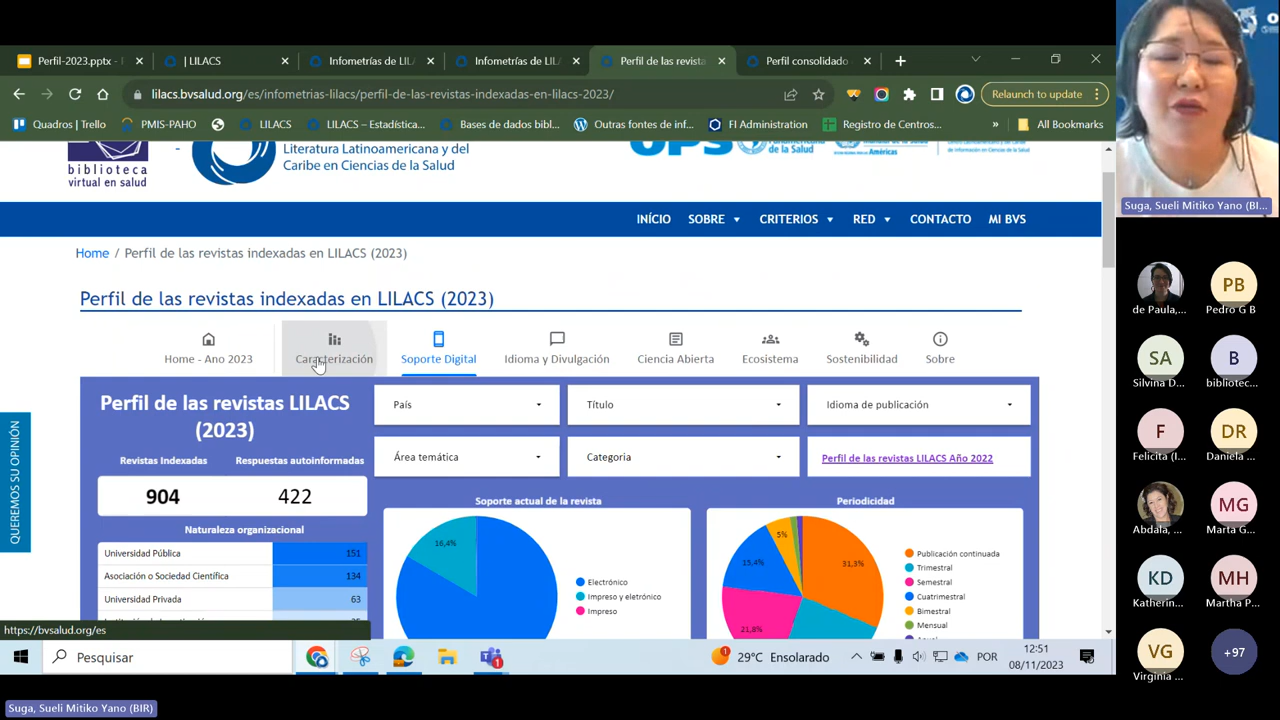 Perfil-2023.pptx -
| LILACS
Infometrías de LIL
Infometrías de LIL
Perfil de las revista
Perfil consolidado
lilacs.bvsalud.org/es/infometrias-lilacs/perfil-de-las-revistas-indexadas-en-lilacs-2023/
Relaunch to update
Quadros | Trello
PMIS-PAHO
LILACS
LILACS – Estadística...
Bases de dados bibl...
Outras fontes de inf...
FI Administration
Registro de Centros...
»
All Bookmarks
biblioteca
virtual en salud
Literatura Latinoamericana y del
Caribe en Ciencias de la Salud
OPS
INÍCIO
SOBRE
CRITERIOS
RED
CONTACTO
MI BVS
Home / Perfil de las revistas indexadas en LILACS (2023)
Perfil de las revistas indexadas en LILACS (2023)
Home - Ano 2023
Caracterización
Soporte Digital
Idioma y Divulgación
Ciencia Abierta
Ecosistema
Sostenibilidad
Sobre
QUEREMOS SU OPINIÓN
Perfil de las revistas LILACS
(2023)
Revistas Indexadas
Respuestas autoinformadas
904
422
Naturaleza organizacional
Universidad Pública 151
Asociación o Sociedad Científica 134
Universidad Privada 63
País
Título
Idioma de publicación
Área temática
Categoria
Perfil de las revistas LILACS Año 2022
Soporte actual de la revista
16,4%
Electrónico
Impreso y eletrónico
Impreso
Periodicidad
5%
15,4%
31,3%
21,8%
Publicación continuada
Trimestral
Semestral
Cuatrimestral
Bimestral
Mensual
https://bvsalud.org/es
Pesquisar
1
1
29°C Ensolarado
POR
12:51
08/11/2023
Suga, Sueli Mitiko Yano (BI...
de Paula,...
PB
Pedro G B
SA
Silvina D...
B
bibliotec...
F
Felicita (I...
DR
Daniela ...
Abdala, ...
MG
Marta G...
KD
Katherin...
MH
Martha P...
VG
Virginia ...
+97
Suga, Sueli Mitiko Yano (BIR)